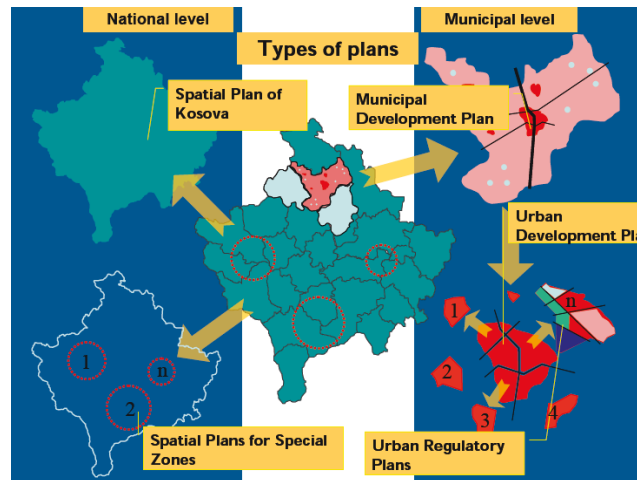 National level
Municipal level
Types of plans
Spatial Plan of
Kosova
Municipal
Development Plan
Urban
Development Pla
1
n
2
1
n
2
3
4
Spatial Plans for Special
Zones
Urban Regulatory
Plans